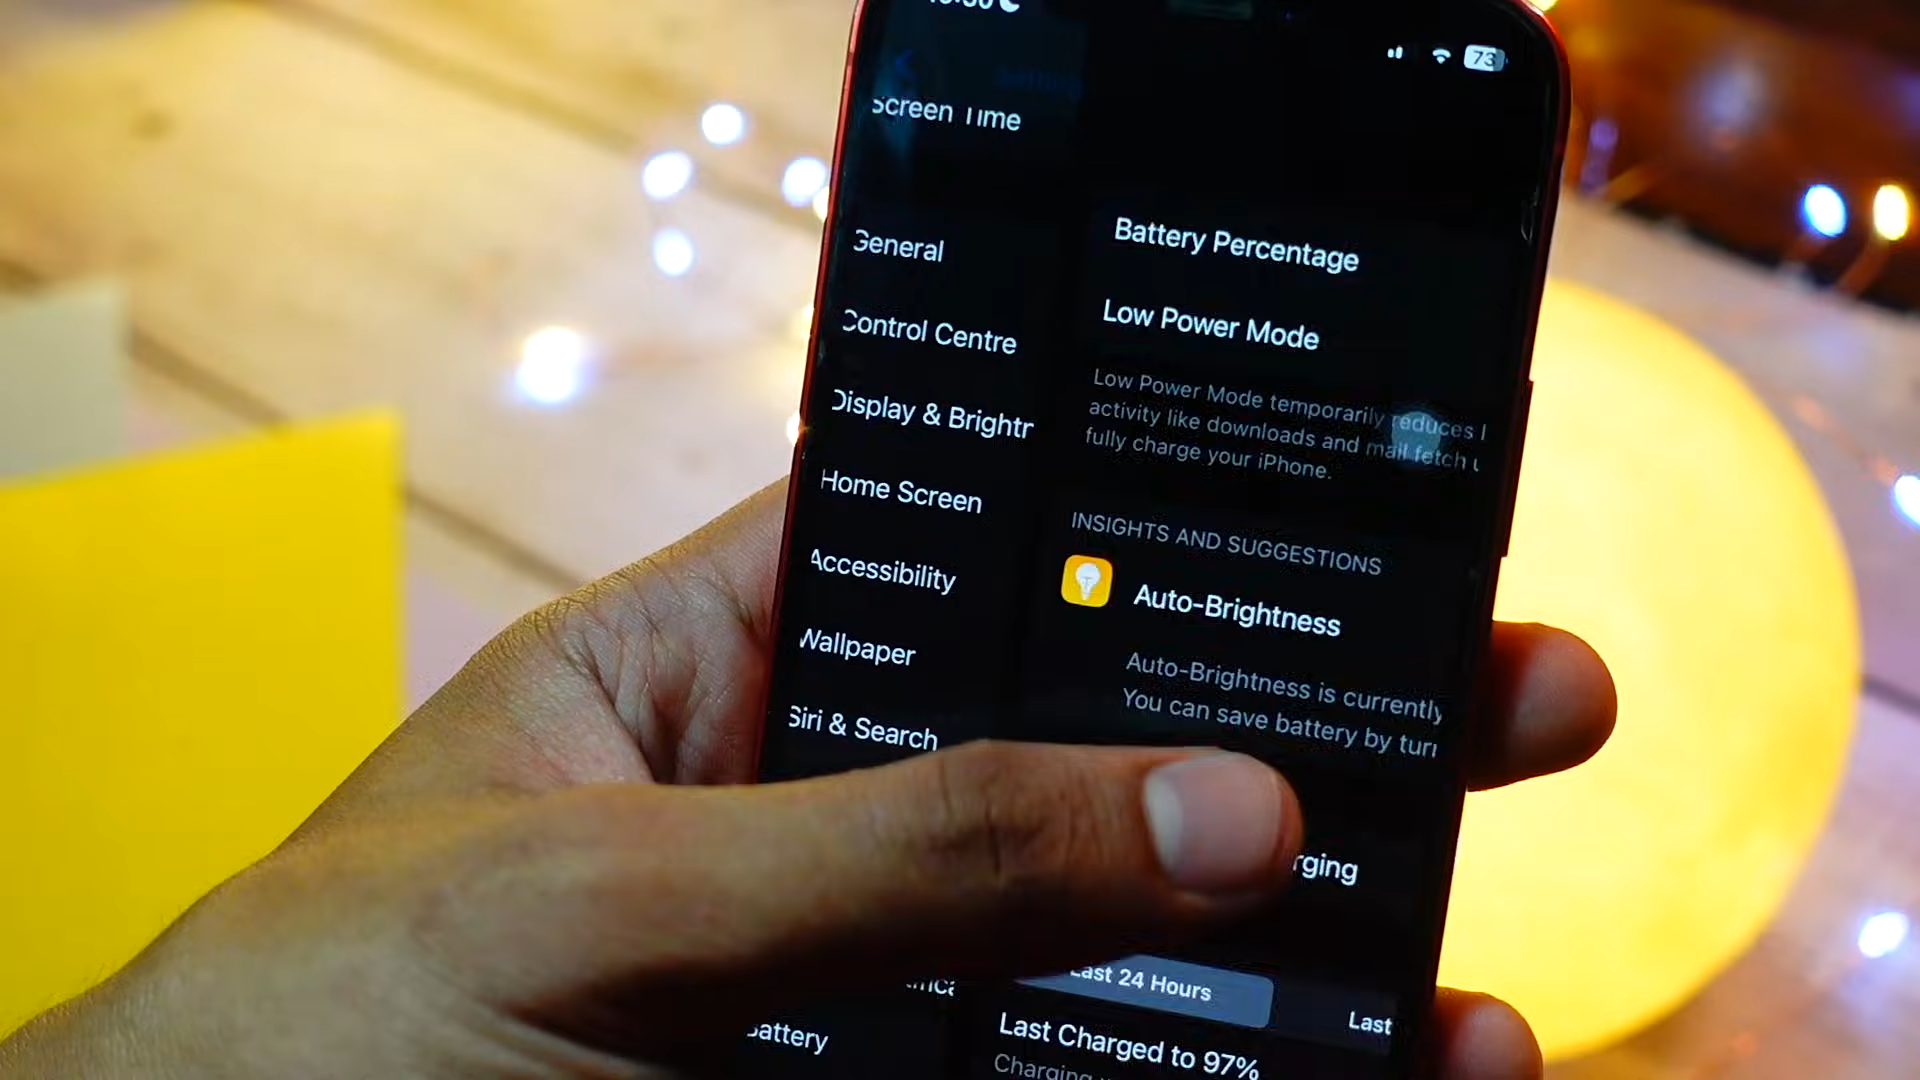 73
Screen Time
General
Control Centre
Display & Brightn
Home Screen
Accessibility
Wallpaper
Siri & Search
Battery
Battery Percentage
Low Power Mode
Low Power Mode temporarily reduces
activity like downloads and mail fetch
fully charge your iPhone.
INSIGHTS AND SUGGESTIONS
Auto-Brightness
Auto-Brightness is currently
You can save battery by turn
rging
Last 24 Hours
Last
Last Charged to 97%
Charging